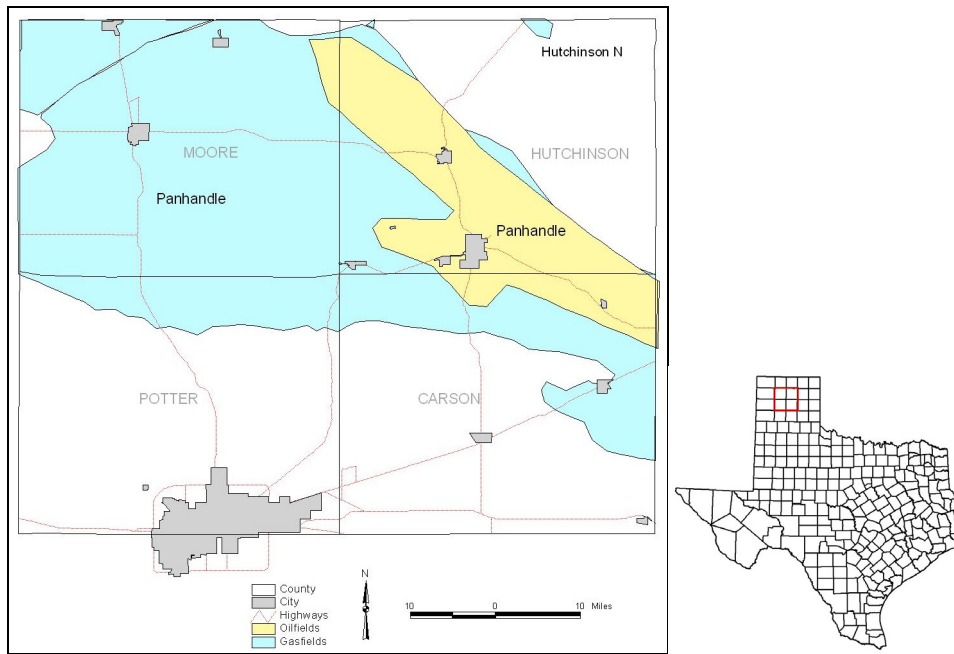 Hutchinson N
MOORE
HUTCHINSON
Panhandle
Panhandle
POTTER
CARSON
County
City
Highways
Oilfields
Gasfields
N
10 0 10 Miles